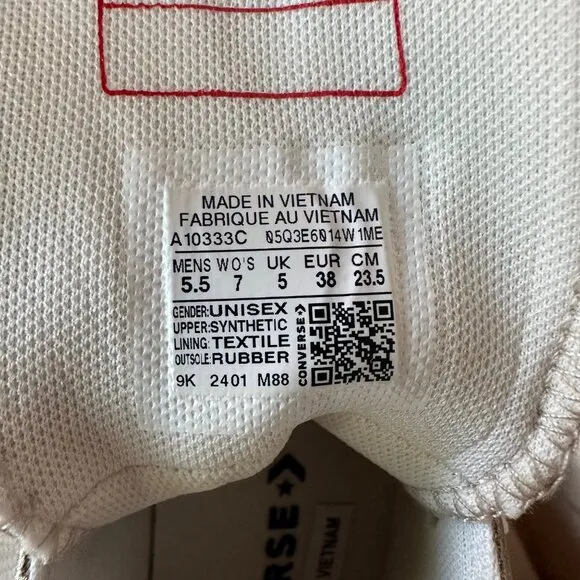 MADE IN VIETNAM
FABRIQUE AU VIETNAM
A10333C 05Q3E6014W1ME
MENS WO'S UK EUR CM
5.5 7 5 38 23.5
GENDER:UNISEX
UPPER:SYNTHETIC
LINING:TEXTILE
OUTSOLE:RUBBER
CONVERSE
9K 2401 M88
VIETNAM